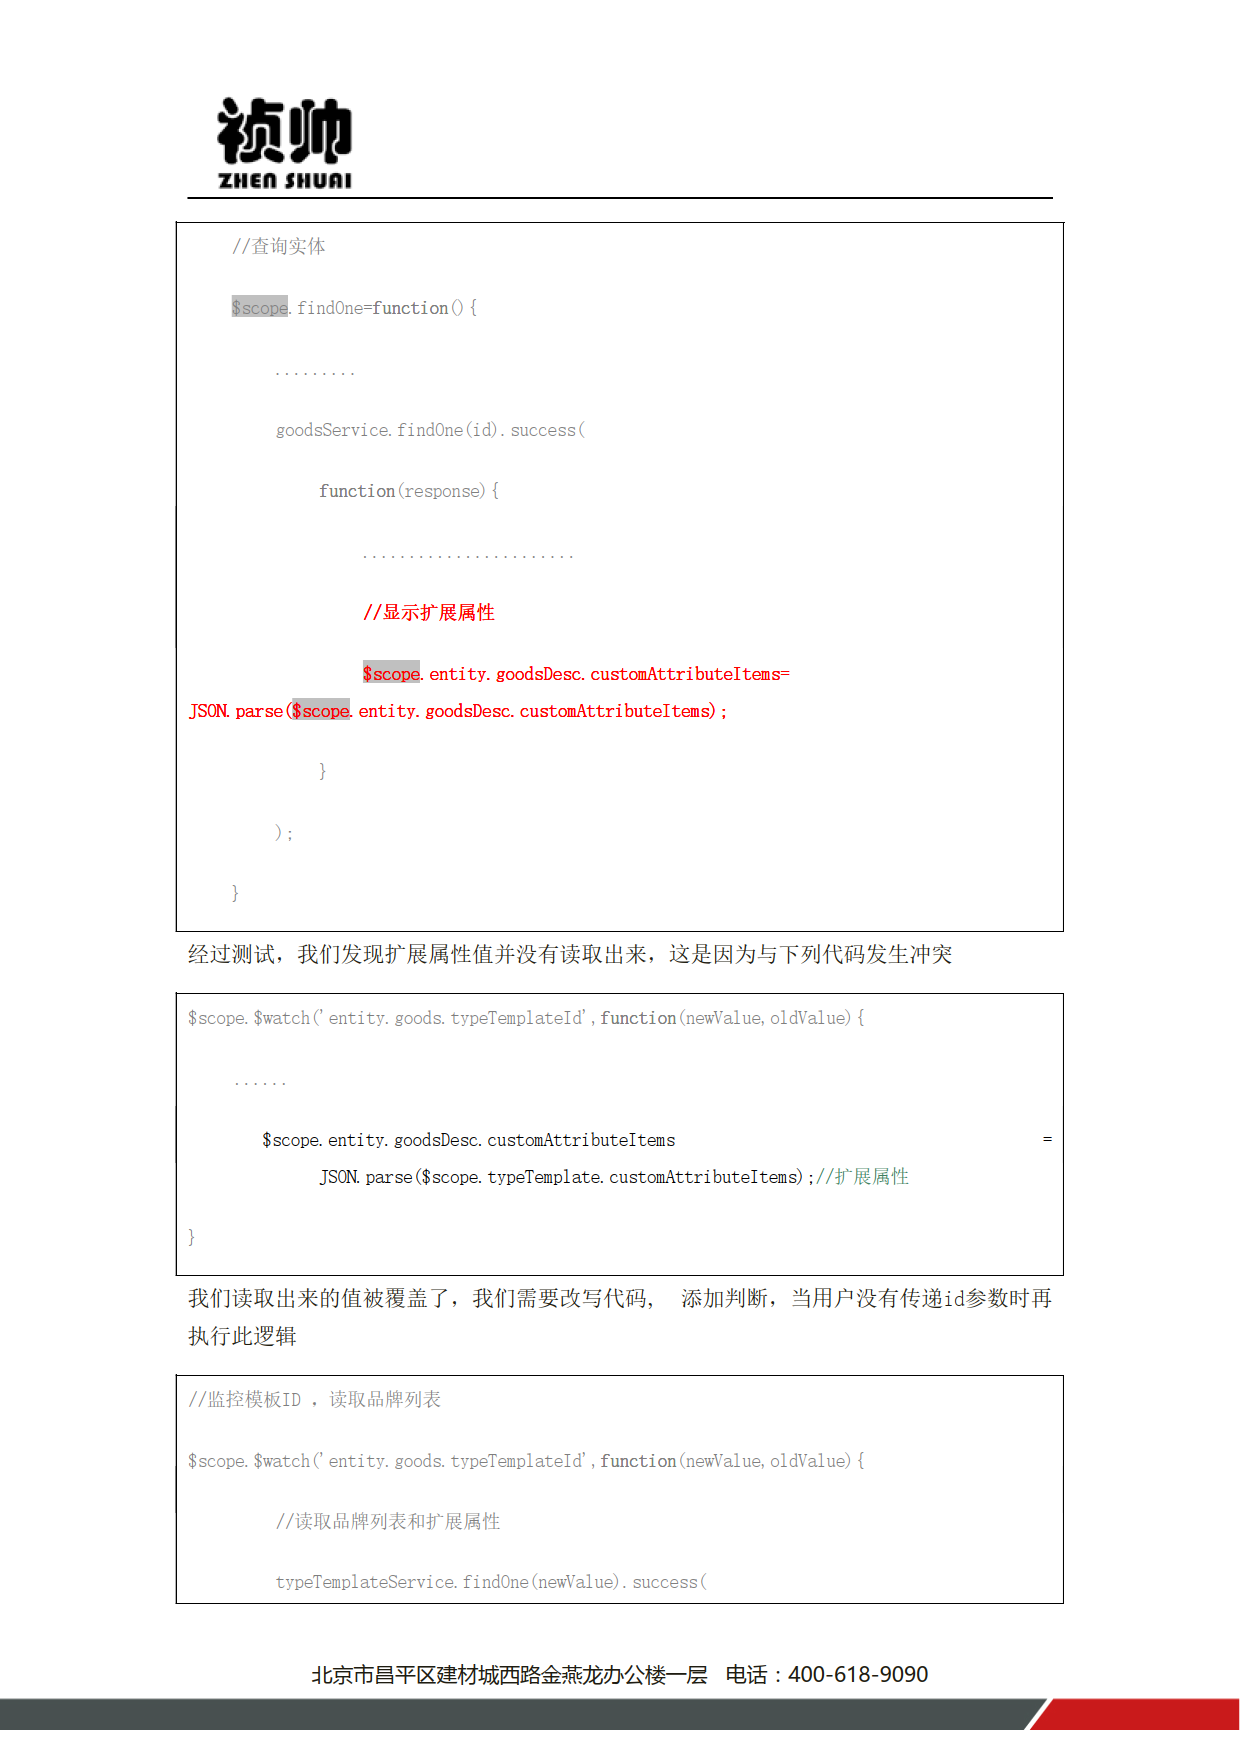 祯帅
ZHEN SHUAI
//查询实体
$scope.findOne=function(){
.........
goodsService.findOne(id).success(
function(response){
.......................
//显示扩展属性
$scope.entity.goodsDesc.customAttributeItems=
JSON.parse($scope.entity.goodsDesc.customAttributeItems);
}
);
}
经过测试，我们发现扩展属性值并没有读取出来，这是因为与下列代码发生冲突
$scope.$watch('entity.goods.typeTemplateId',function(newValue,oldValue){
......
$scope.entity.goodsDesc.customAttributeItems =
JSON.parse($scope.typeTemplate.customAttributeItems);//扩展属性
}
我们读取出来的值被覆盖了，我们需要改写代码， 添加判断，当用户没有传递id参数时再
执行此逻辑
//监控模板ID ，读取品牌列表
$scope.$watch('entity.goods.typeTemplateId',function(newValue,oldValue){
//读取品牌列表和扩展属性
typeTemplateService.findOne(newValue).success(
北京市昌平区建材城西路金燕龙办公楼一层 电话：400-618-9090